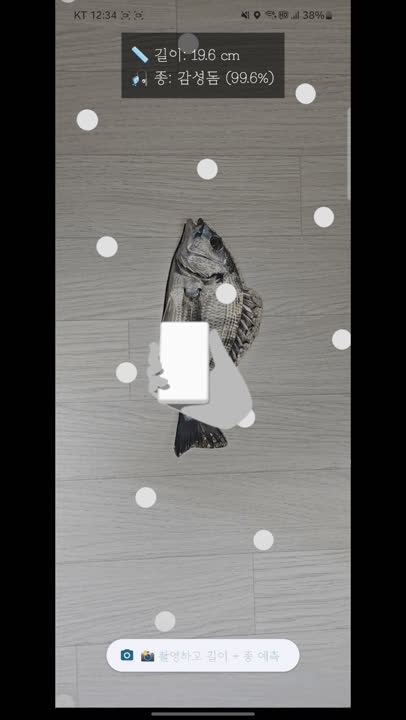 KT 12:34
38%
길이: 19.6 cm
종: 감성돔 (99.6%)
촬영하고 길이 + 종 예측